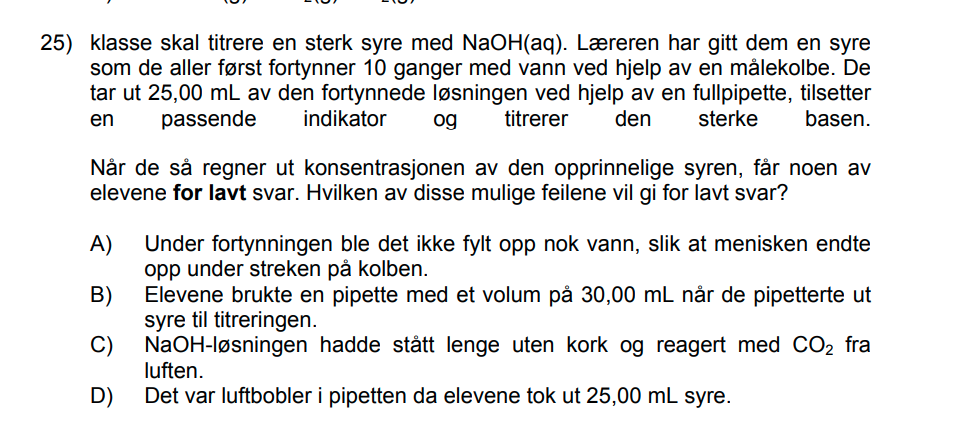 25) klasse skal titrere en sterk syre med NaOH(aq). Læreren har gitt dem en syre
som de aller først fortynner 10 ganger med vann ved hjelp av en målekolbe. De
tar ut 25,00 mL av den fortynnede løsningen ved hjelp av en fullpipette, tilsetter
en passende indikator og titrerer den sterke basen.
Når de så regner ut konsentrasjonen av den opprinnelige syren, får noen av
elevene for lavt svar. Hvilken av disse mulige feilene vil gi for lavt svar?
A) Under fortynningen ble det ikke fylt opp nok vann, slik at menisken endte
opp under streken på kolben.
B) Elevene brukte en pipette med et volum på 30,00 mL når de pipetterte ut
syre til titreringen.
C) NaOH-løsningen hadde stått lenge uten kork og reagert med CO₂ fra
luften.
D) Det var luftbobler i pipetten da elevene tok ut 25,00 mL syre.